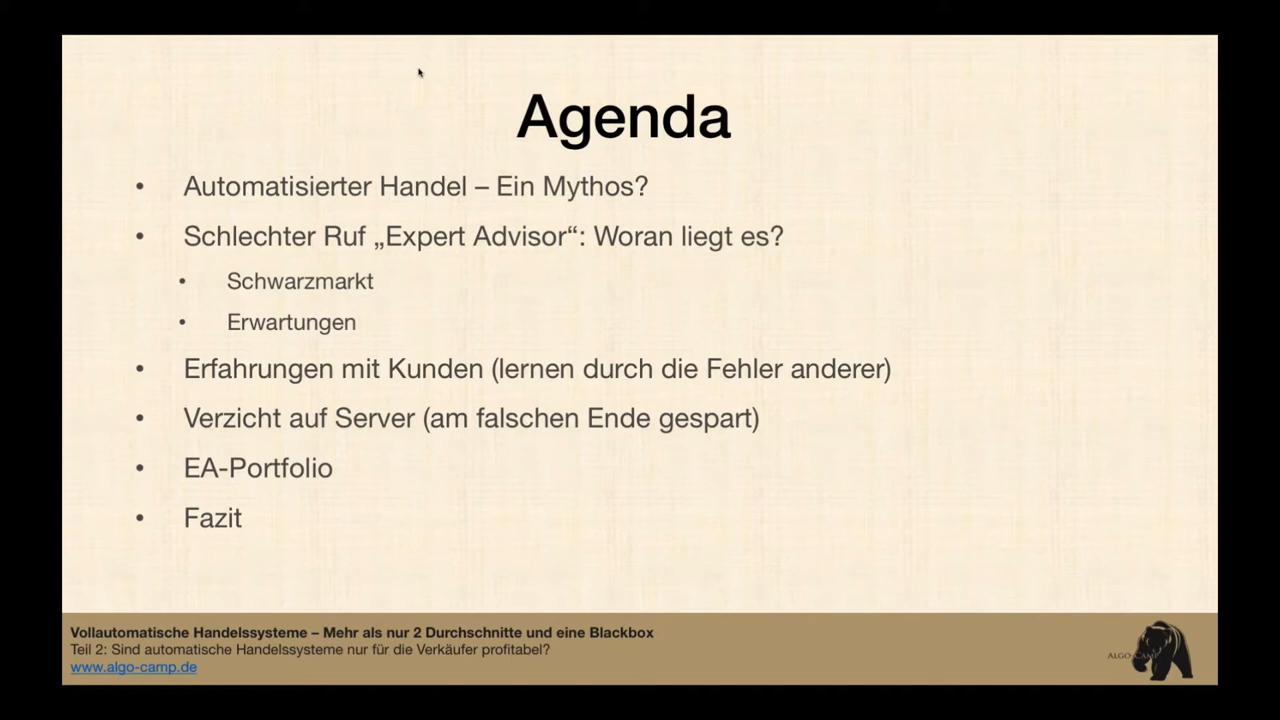 Agenda
• Automatisierter Handel – Ein Mythos?
• Schlechter Ruf „Expert Advisor“: Woran liegt es?
• Schwarzmarkt
• Erwartungen
• Erfahrungen mit Kunden (lernen durch die Fehler anderer)
• Verzicht auf Server (am falschen Ende gespart)
• EA-Portfolio
• Fazit
Vollautomatische Handelssysteme – Mehr als nur 2 Durchschnitte und eine Blackbox
Teil 2: Sind automatische Handelssysteme nur für die Verkäufer profitabel?
www.algo-camp.de
ALGO-CAMP